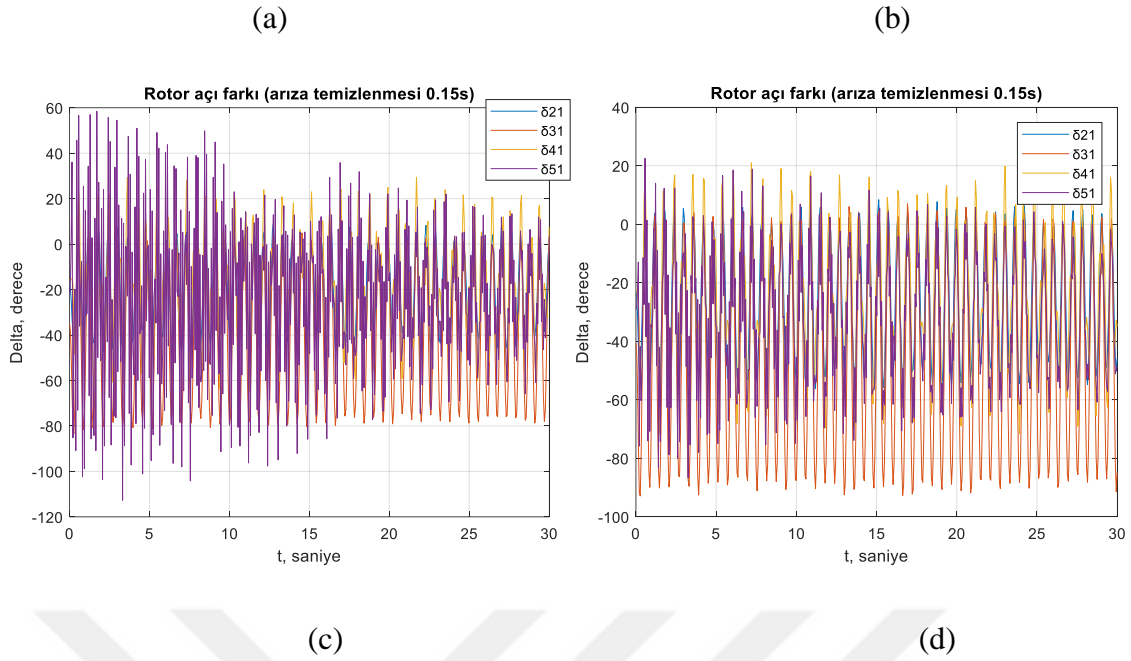 (a)
(b)
Rotor açı farkı (arıza temizlenmesi 0.15s)
δ21
δ31
δ41
δ51
60
40
20
0
-20
-40
-60
-80
-100
-120
Delta, derece
0 5 10 15 20 25 30
t, saniye
Rotor açı farkı (arıza temizlenmesi 0.15s)
δ21
δ31
δ41
δ51
40
20
0
-20
-40
-60
-80
-100
Delta, derece
0 5 10 15 20 25 30
t, saniye
(c)
(d)